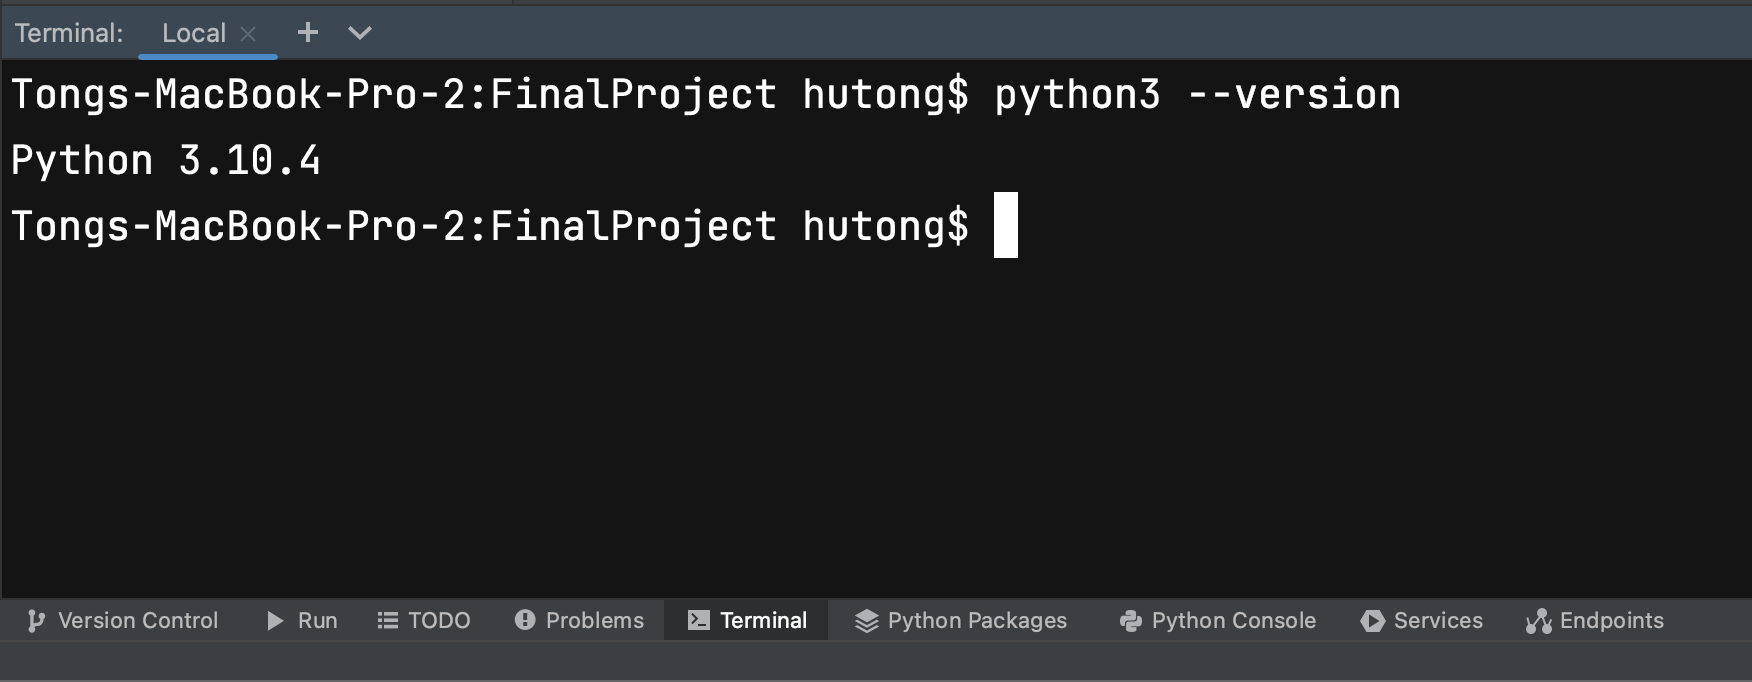 Terminal: Local
Tongs-MacBook-Pro-2:FinalProject hutong$ python3 --version
Python 3.10.4
Tongs-MacBook-Pro-2:FinalProject hutong$
Version Control Run TODO Problems Terminal Python Packages Python Console Services Endpoints